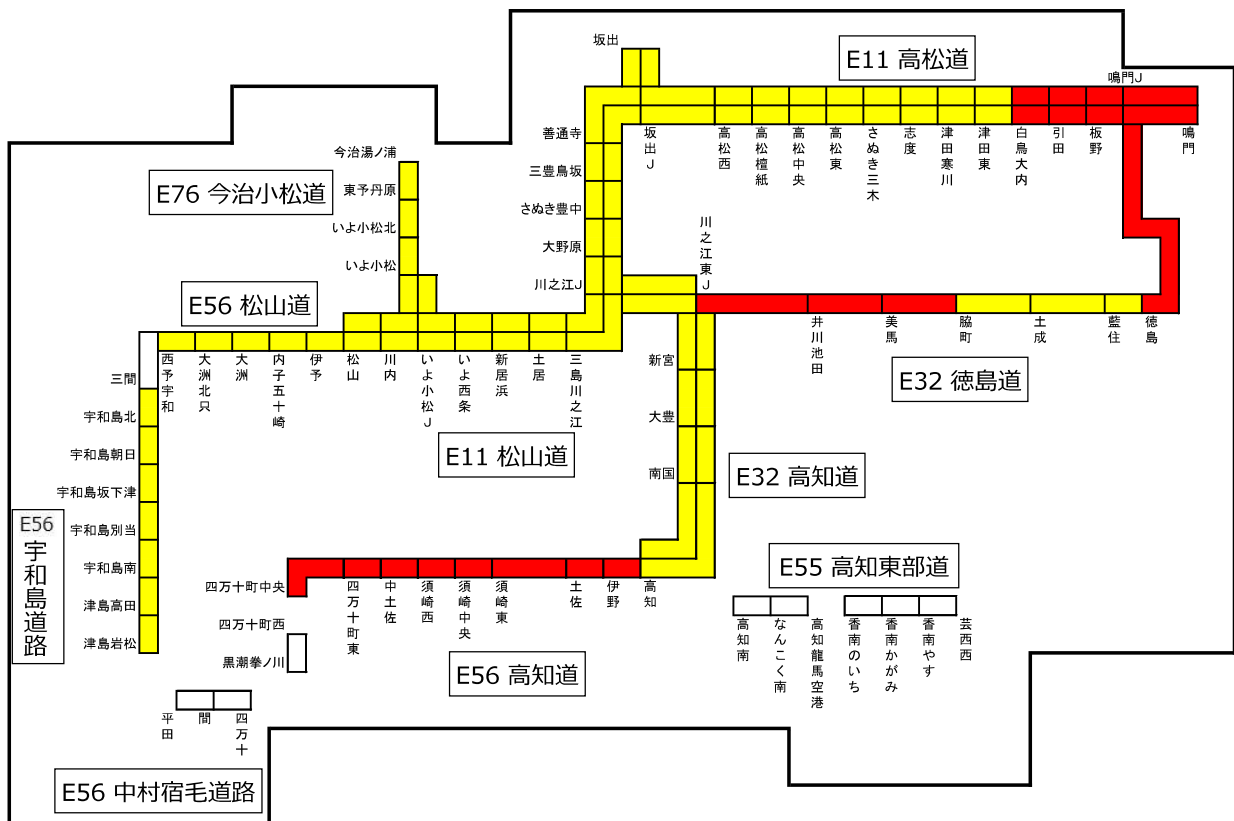 坂出
E11 高松道
鳴門J
善通寺
三豊鳥坂
さぬき豊中
大野原
川之江J
坂出J
高松西
高松檀紙
高松中央
高松東
さぬき三木
志度
津田寒川
津田東
白鳥大内
引田
板野
鳴門
今治湯ノ浦
東予丹原
いよ小松北
いよ小松
E76 今治小松道
川之江東J
E56 松山道
井川池田
美馬
脇町
土成
藍住
徳島
E32 徳島道
西予宇和
大洲北只
大洲
内子五十崎
伊予
松山
川内
いよ小松J
いよ西条
新居浜
土居
三島川之江
E11 松山道
新宮
大豊
南国
E32 高知道
三間
宇和島北
宇和島朝日
宇和島坂下津
宇和島別当
宇和島南
津島高田
津島岩松
E56
宇和島道路
四万十町中央
四万十町西
黒潮拳ノ川
四万十町東
中土佐
須崎西
須崎中央
須崎東
土佐
伊野
高知
E56 高知道
E55 高知東部道
高知南
なんこく南
高知龍馬空港
香南のいち
香南かがみ
香南やす
芸西西
平田
間
四万十
E56 中村宿毛道路